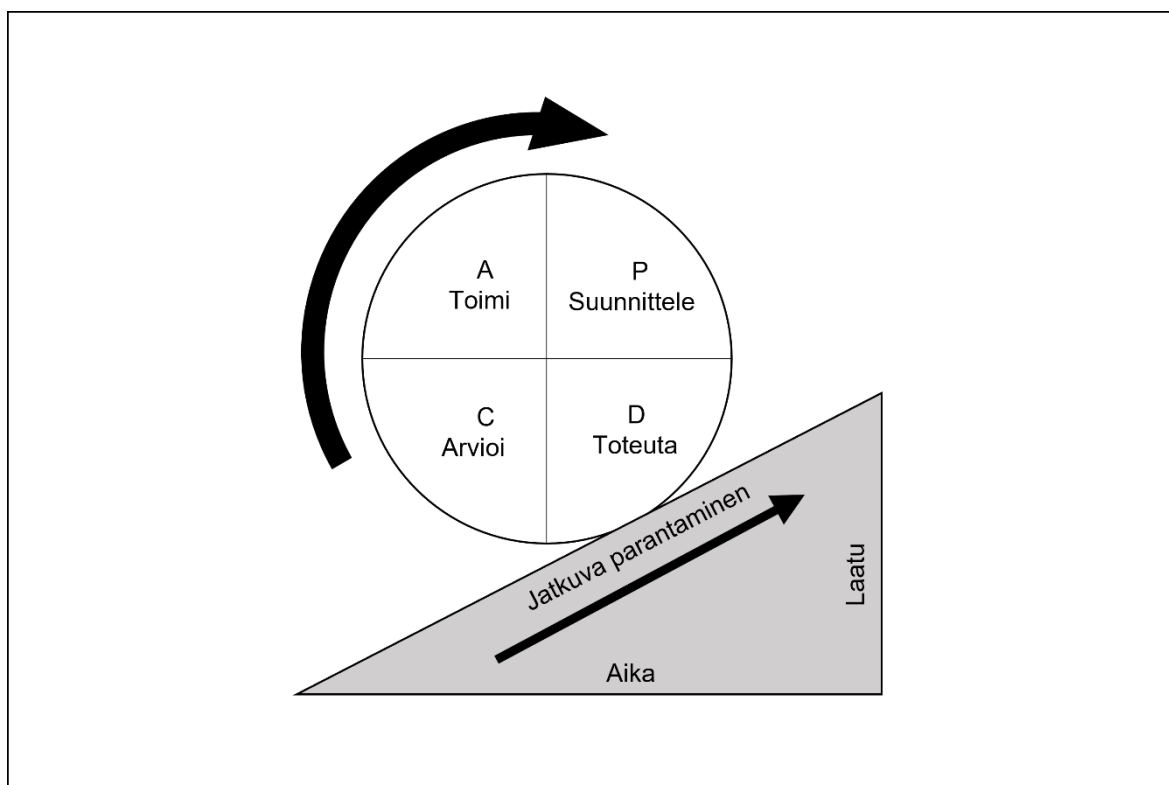 A
Toimi
P
Suunnittele
C
Arvioi
D
Toteuta
Jatkuva parantaminen
Laatu
Aika